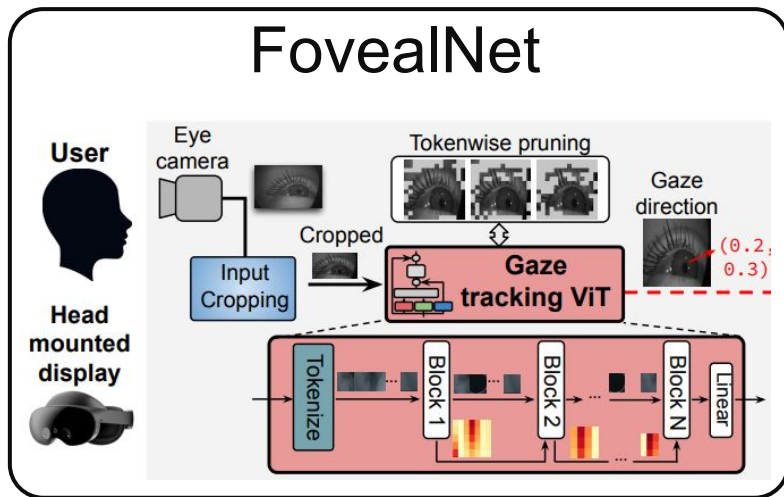 FovealNet
User
Eye
camera
Tokenwise pruning
Gaze
direction
(0.2,
0.3)
Cropped
Input
Cropping
Gaze
tracking ViT
Head
mounted
display
Tokenize
...
Block 1
...
Block 2
...
...
Block N
Linear